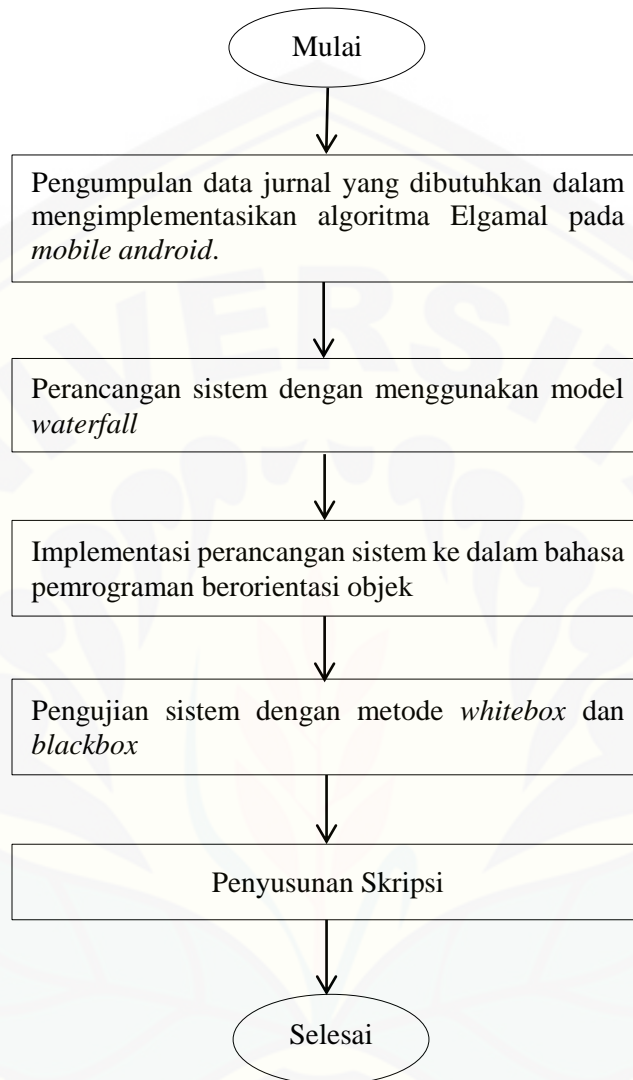 Mulai
Pengumpulan data jurnal yang dibutuhkan dalam
mengimplementasikan algoritma Elgamal pada
mobile android.
Perancangan sistem dengan menggunakan model
waterfall
Implementasi perancangan sistem ke dalam bahasa
pemrograman berorientasi objek
Pengujian sistem dengan metode whitebox dan
blackbox
Penyusunan Skripsi
Selesai